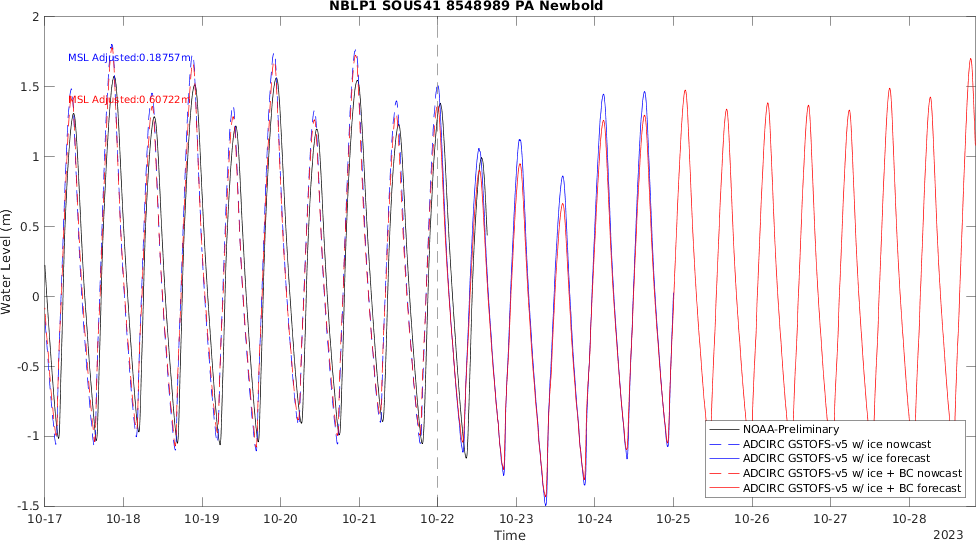 NBLP1 SOUS41 8548989 PA Newbold
MSL Adjusted:0.18757m
MSL Adjusted:0.60722m
Water Level (m)
2
1.5
1
0.5
0
-0.5
-1
-1.5
10-17 10-18 10-19 10-20 10-21 10-22 10-23 10-24 10-25 10-26 10-27 10-28
Time
2023
NOAA-Preliminary
ADCIRC GSTOFS-v5 w/ ice nowcast
ADCIRC GSTOFS-v5 w/ ice forecast
ADCIRC GSTOFS-v5 w/ ice + BC nowcast
ADCIRC GSTOFS-v5 w/ ice + BC forecast